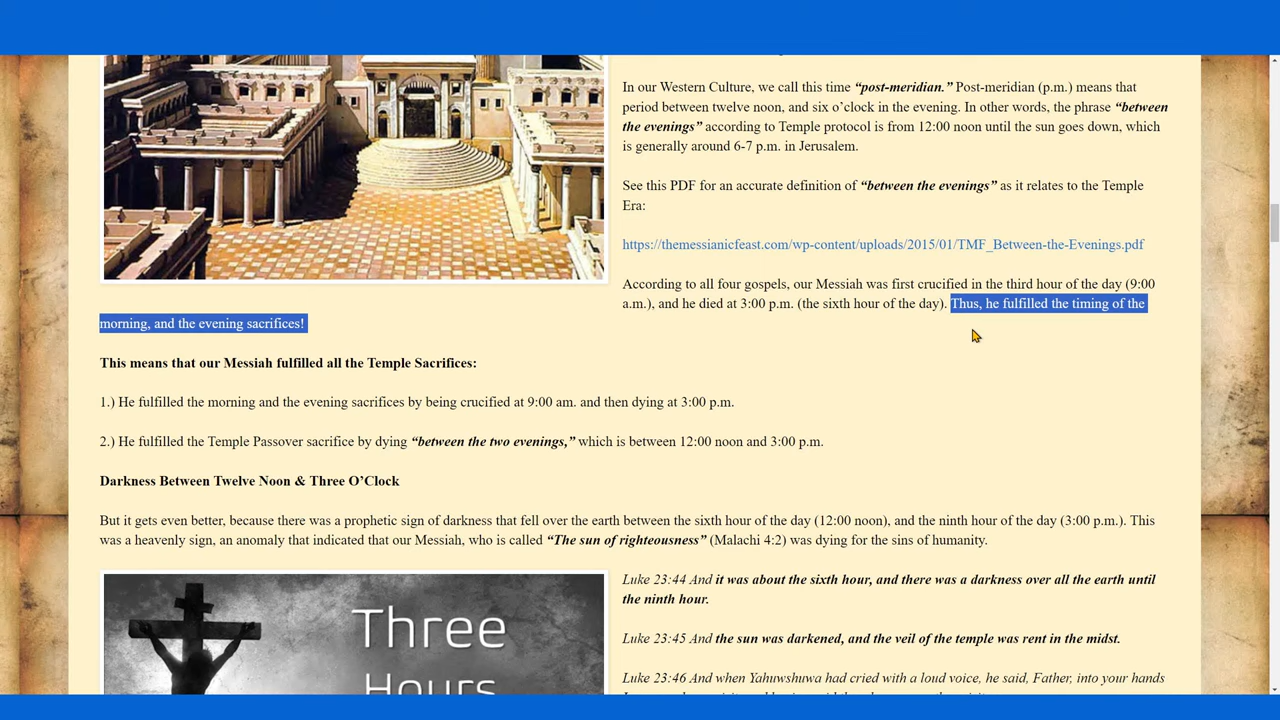 In our Western Culture, we call this time “post-meridian.” Post-meridian (p.m.) means that
period between twelve noon, and six o’clock in the evening. In other words, the phrase “between
the evenings” according to Temple protocol is from 12:00 noon until the sun goes down, which
is generally around 6-7 p.m. in Jerusalem.
See this PDF for an accurate definition of “between the evenings” as it relates to the Temple
Era:
https://themessianicfeast.com/wp-content/uploads/2015/01/TMF_Between-the-Evenings.pdf
According to all four gospels, our Messiah was first crucified in the third hour of the day (9:00
a.m.), and he died at 3:00 p.m. (the sixth hour of the day). Thus, he fulfilled the timing of the
morning, and the evening sacrifices!
This means that our Messiah fulfilled all the Temple Sacrifices:
1.) He fulfilled the morning and the evening sacrifices by being crucified at 9:00 am. and then dying at 3:00 p.m.
2.) He fulfilled the Temple Passover sacrifice by dying “between the two evenings,” which is between 12:00 noon and 3:00 p.m.
Darkness Between Twelve Noon & Three O’Clock
But it gets even better, because there was a prophetic sign of darkness that fell over the earth between the sixth hour of the day (12:00 noon), and the ninth hour of the day (3:00 p.m.). This
was a heavenly sign, an anomaly that indicated that our Messiah, who is called “The sun of righteousness” (Malachi 4:2) was dying for the sins of humanity.
Three
Hours
Luke 23:44 And it was about the sixth hour, and there was a darkness over all the earth until
the ninth hour.
Luke 23:45 And the sun was darkened, and the veil of the temple was rent in the midst.
Luke 23:46 And when Yahuwshuwa had cried with a loud voice, he said, Father, into your hands